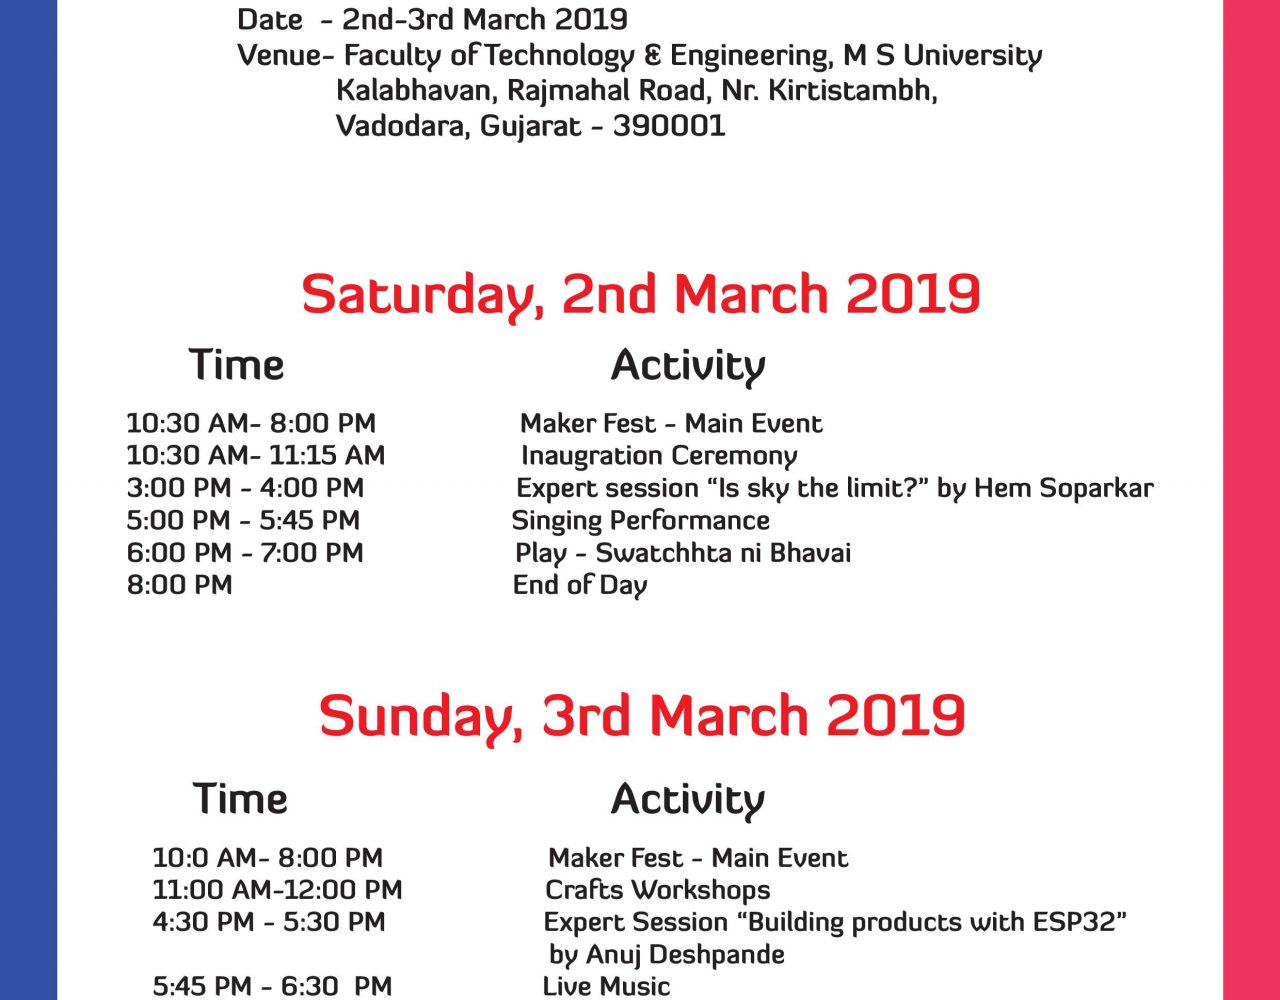 Date - 2nd-3rd March 2019
Venue- Faculty of Technology & Engineering, M S University
Kalabhavan, Rajmahal Road, Nr. Kirtistambh,
Vadodara, Gujarat - 390001
Saturday, 2nd March 2019
Time Activity
10:30 AM- 8:00 PM Maker Fest - Main Event
10:30 AM- 11:15 AM Inaugration Ceremony
3:00 PM - 4:00 PM Expert session “Is sky the limit?” by Hem Soparkar
5:00 PM - 5:45 PM Singing Performance
6:00 PM - 7:00 PM Play - Swatchhta ni Bhavai
8:00 PM End of Day
Sunday, 3rd March 2019
Time Activity
10:0 AM- 8:00 PM Maker Fest - Main Event
11:00 AM-12:00 PM Crafts Workshops
4:30 PM - 5:30 PM Expert Session “Building products with ESP32”
by Anuj Deshpande
5:45 PM - 6:30 PM Live Music